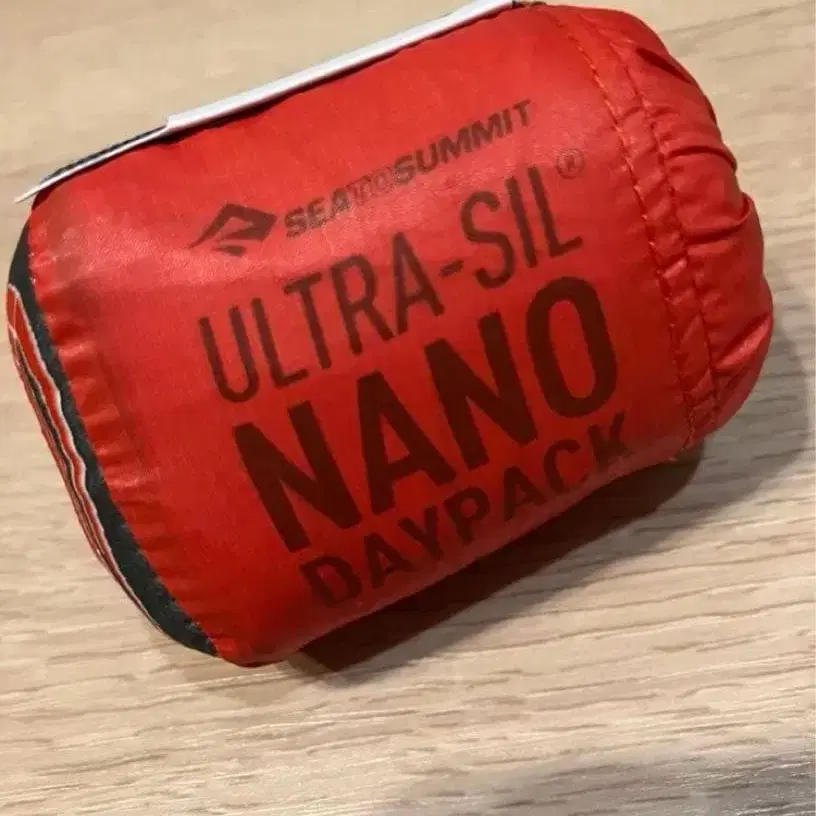 SEATOSUMMIT
ULTRA-SIL®
NANO
DAYPACK